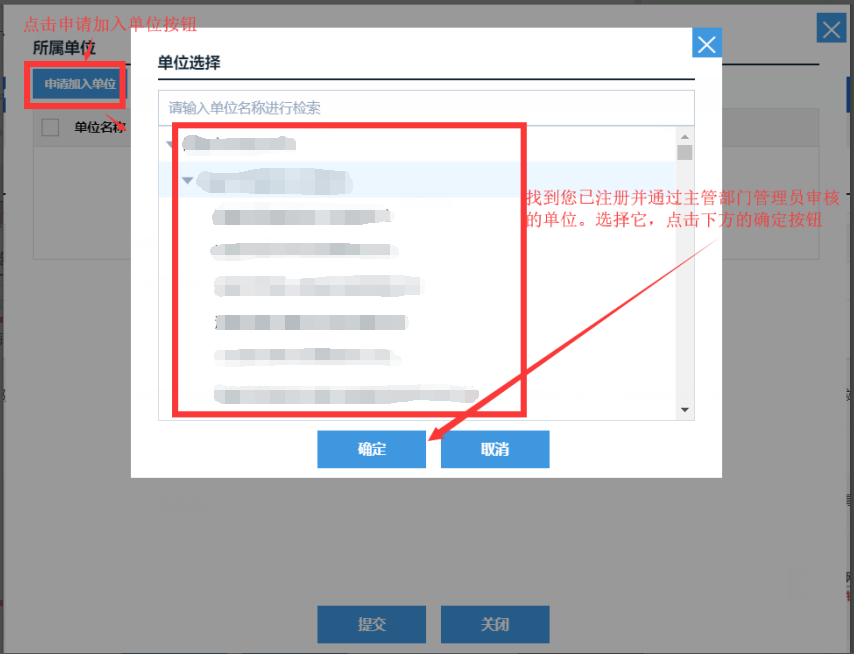 点击申请加入单位按钮
所属单位
申请加入单位
单位名称
单位选择
请输入单位名称进行检索
找到您已注册并通过主管部门管理员审核
的单位。选择它，点击下方的确定按钮
确定
取消
提交
关闭